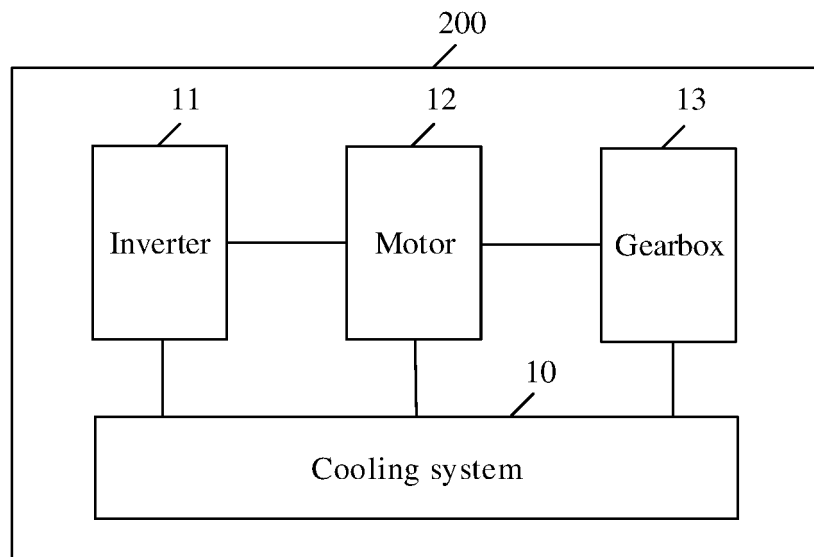 200
11
12
13
Inverter
Motor
Gearbox
10
Cooling system